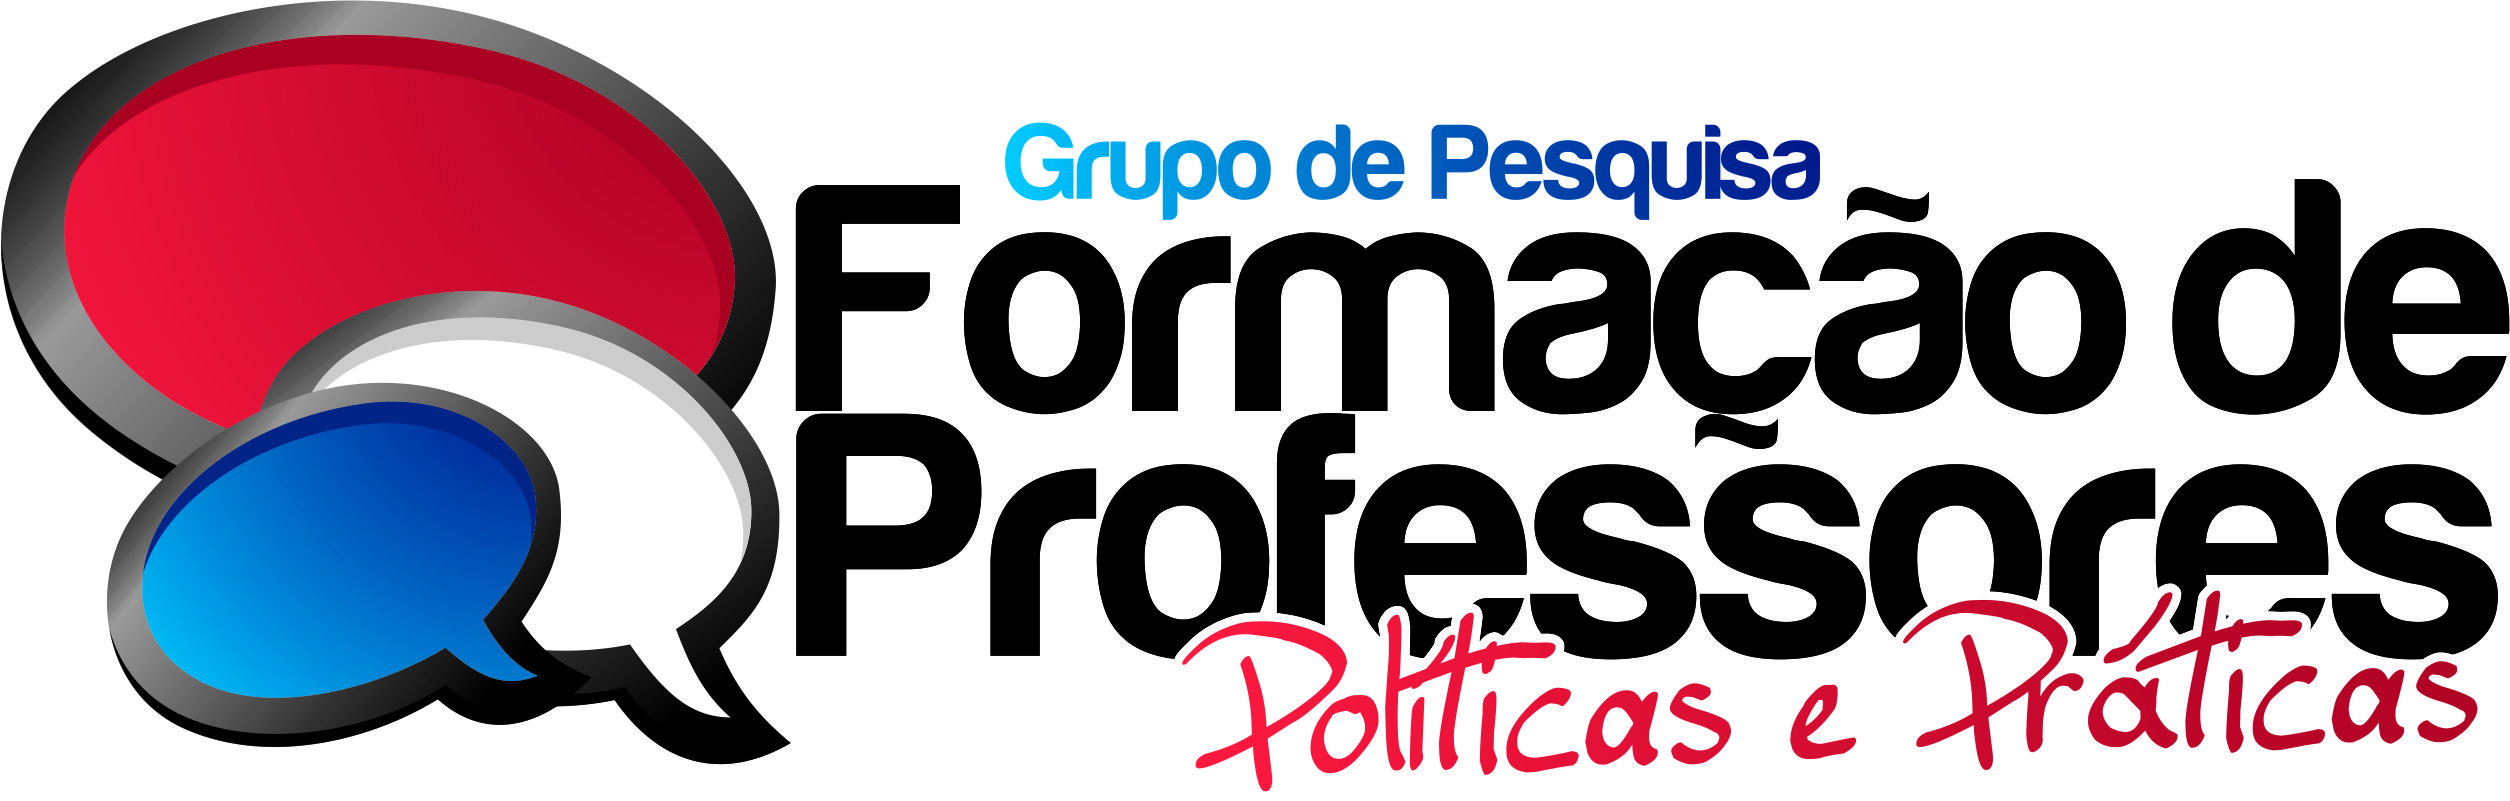 Grupo de Pesquisa
Formação de
Professores
Políticas e Práticas